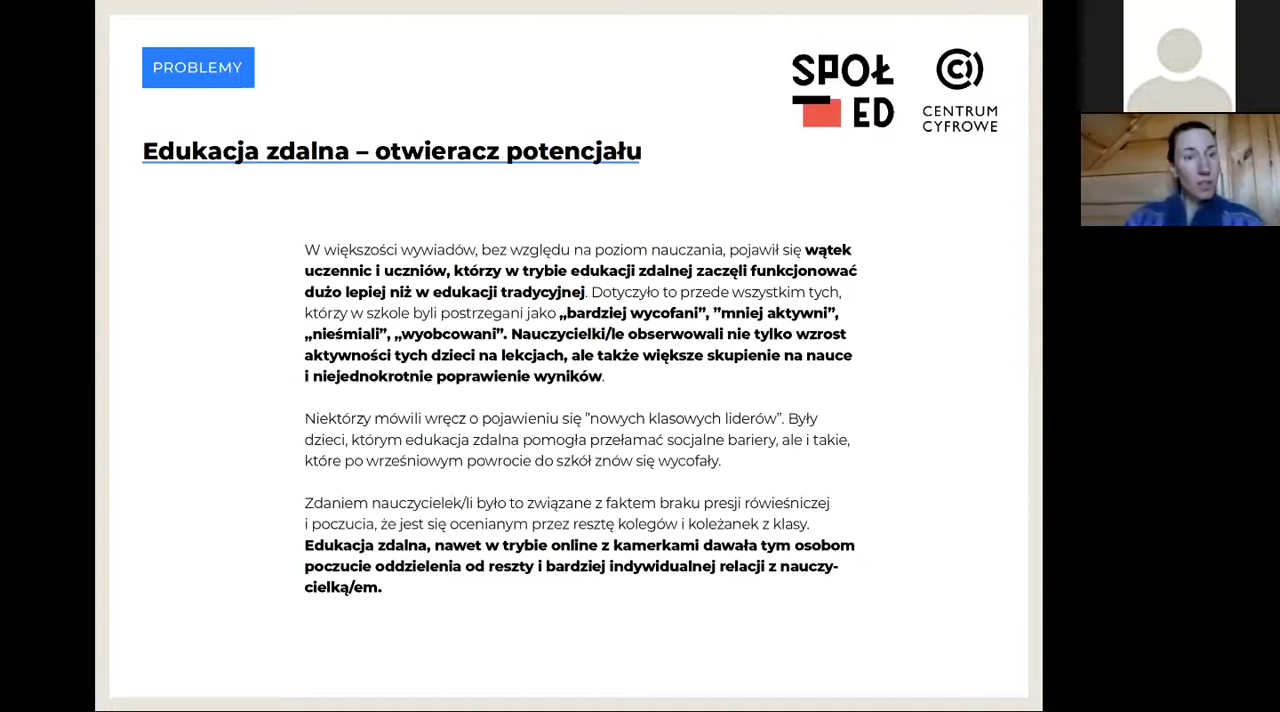 PROBLEMY
SPOŁ
ED
CENTRUM
CYFROWE
Edukacja zdalna – otwieracz potencjału
W większości wywiadów, bez względu na poziom nauczania, pojawił się wątek
uczennic i uczniów, którzy w trybie edukacji zdalnej zaczęli funkcjonować
dużo lepiej niż w edukacji tradycyjnej. Dotyczyło to przede wszystkim tych,
którzy w szkole byli postrzegani jako „bardziej wycofani”, ”mniej aktywni”,
„nieśmiali”, „wyobcowani”. Nauczycielki/le obserwowali nie tylko wzrost
aktywności tych dzieci na lekcjach, ale także większe skupienie na nauce
i niejednokrotnie poprawienie wyników.
Niektórzy mówili wręcz o pojawieniu się ”nowych klasowych liderów”. Były
dzieci, którym edukacja zdalna pomogła przełamać socjalne bariery, ale i takie,
które po wrześniowym powrocie do szkół znów się wycofały.
Zdaniem nauczycielek/li było to związane z faktem braku presji rówieśniczej
i poczucia, że jest się ocenianym przez resztę kolegów i koleżanek z klasy.
Edukacja zdalna, nawet w trybie online z kamerkami dawała tym osobom
poczucie oddzielenia od reszty i bardziej indywidualnej relacji z nauczy-
cielką/em.